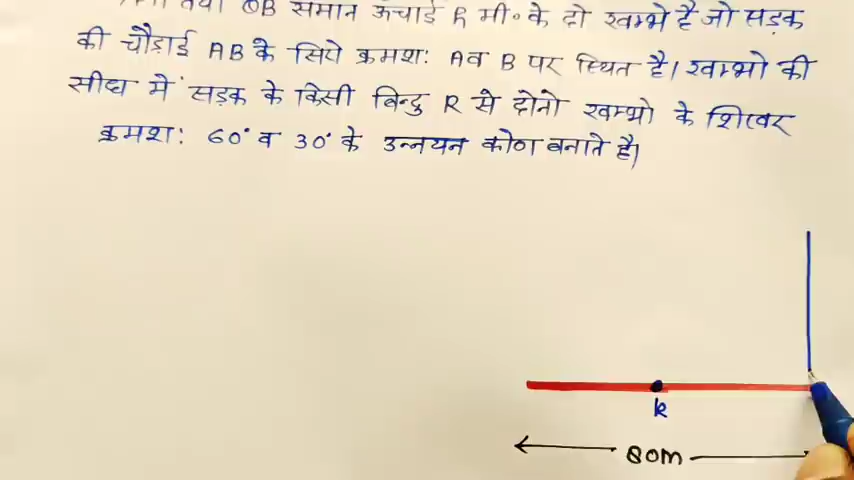 तथा QB समान ऊंचाई R मी॰ के दो खम्भे है जो सड़क
की चौड़ाई AB के सिरो क्रमश: A व B पर स्थित है। खम्भो की
सीध में सड़क के किसी बिन्दु R से दोनो खम्भो के शिखर
क्रमश: 60° व 30° के उन्नयन कोण बनाते है।
k
80m